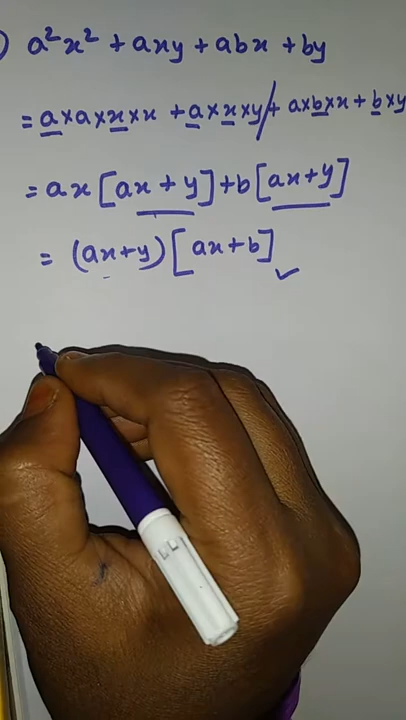 ) a²x² + axy + abx + by
= a×a×x×x + a×x×y/+ a×b×x + b×xy
= ax [ax + y] + b [ax + y]
= (ax+y) [ax + b] ✓